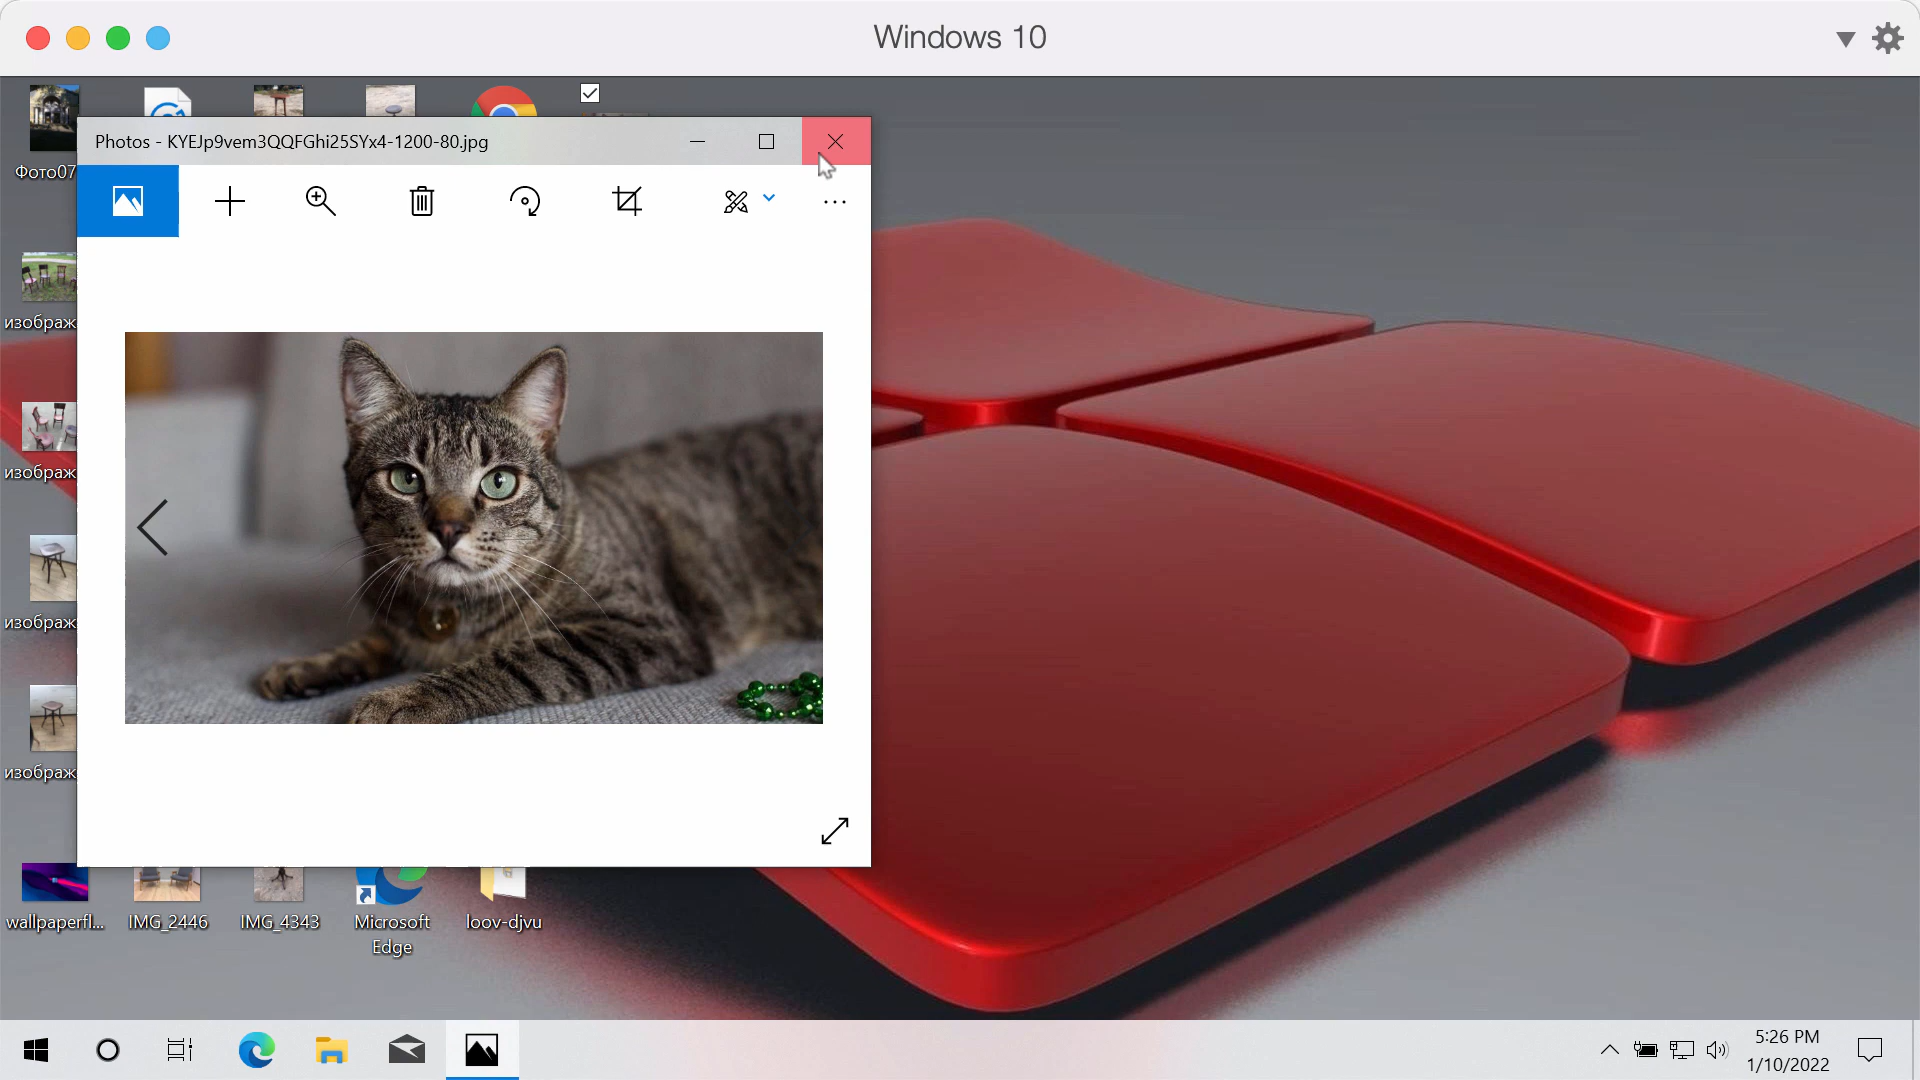 Windows 10
Photos - KYEJp9vem3QQFGhi25SYx4-1200-80.jpg
Фото07
изображ
изображ
изображ
изображ
wallpaperfl...
IMG_2446
IMG_4343
Microsoft
Edge
loov-djvu
5:26 PM
1/10/2022